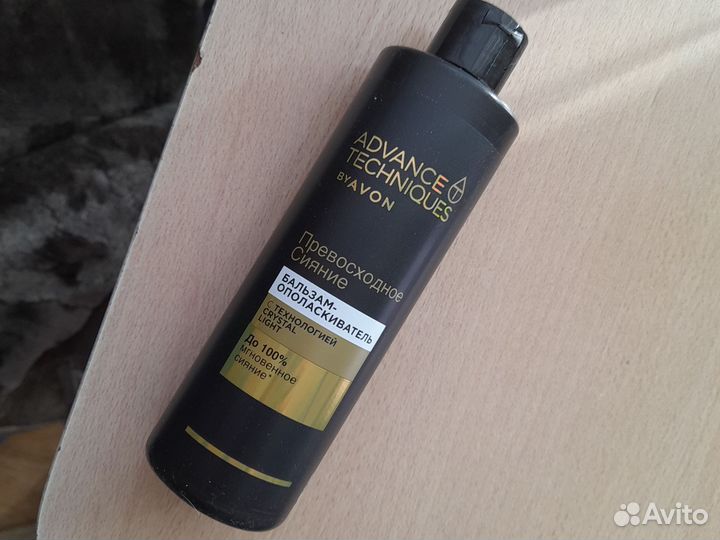 ADVANCE
TECHNIQUES
BY AVON
Превосходное
Сияние
БАЛЬЗАМ-
ОПОЛАСКИВАТЕЛЬ
С ТЕХНОЛОГИЕЙ
CRYSTAL
LIGHT
До 100%
мгновенное
сияние*
Avito